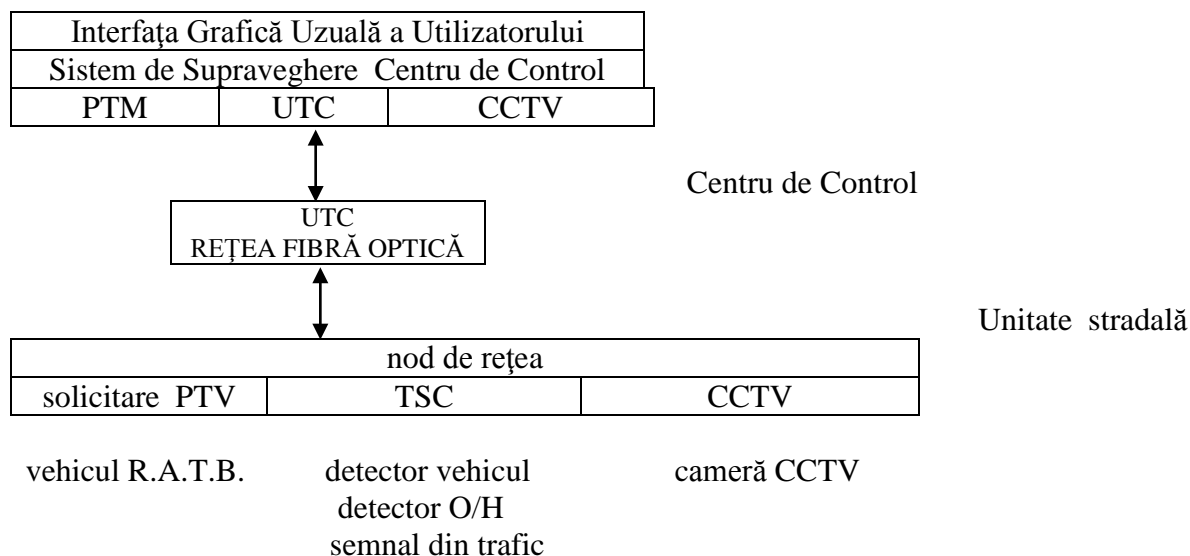 Interfaţa Grafică Uzuală a Utilizatorului
Sistem de Supraveghere Centru de Control
PTM UTC CCTV
Centru de Control
UTC
REŢEA FIBRĂ OPTICĂ
Unitate stradală
nod de reţea
solicitare PTV TSC CCTV
vehicul R.A.T.B. detector vehicul cameră CCTV
detector O/H
semnal din trafic